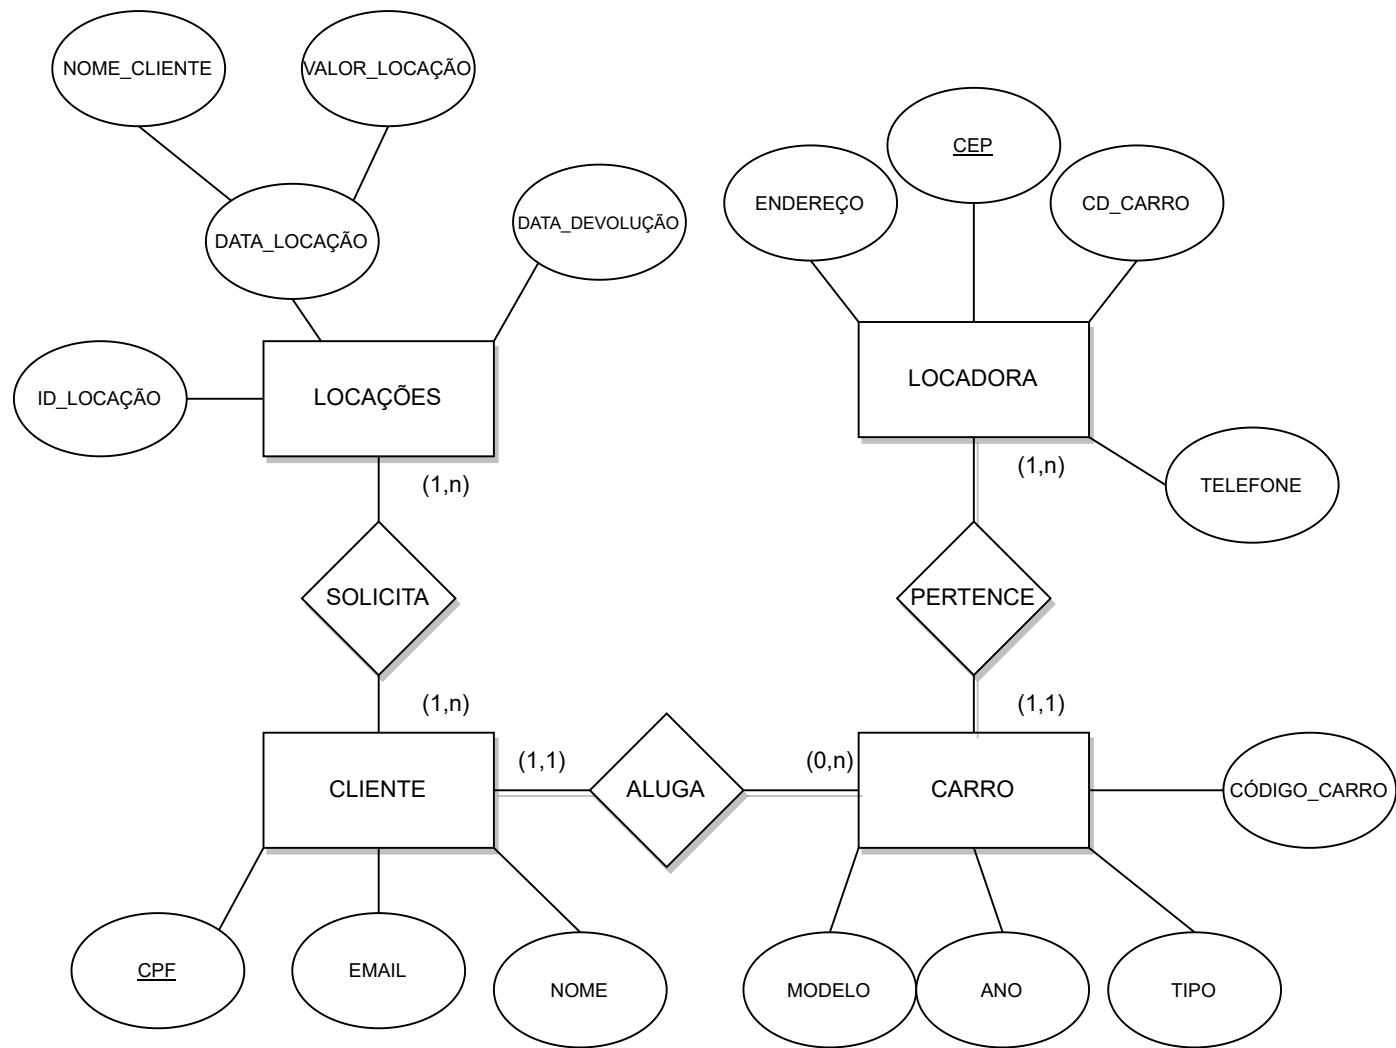 NOME_CLIENTE
VALOR_LOCAÇÃO
CEP
ENDEREÇO
CD_CARRO
DATA_LOCAÇÃO
DATA_DEVOLUÇÃO
ID_LOCAÇÃO
LOCAÇÕES
LOCADORA
(1,n)
(1,n)
TELEFONE
SOLICITA
PERTENCE
(1,n)
(1,1)
(1,1)
(0,n)
CLIENTE
ALUGA
CARRO
CÓDIGO_CARRO
CPF
EMAIL
NOME
MODELO
ANO
TIPO